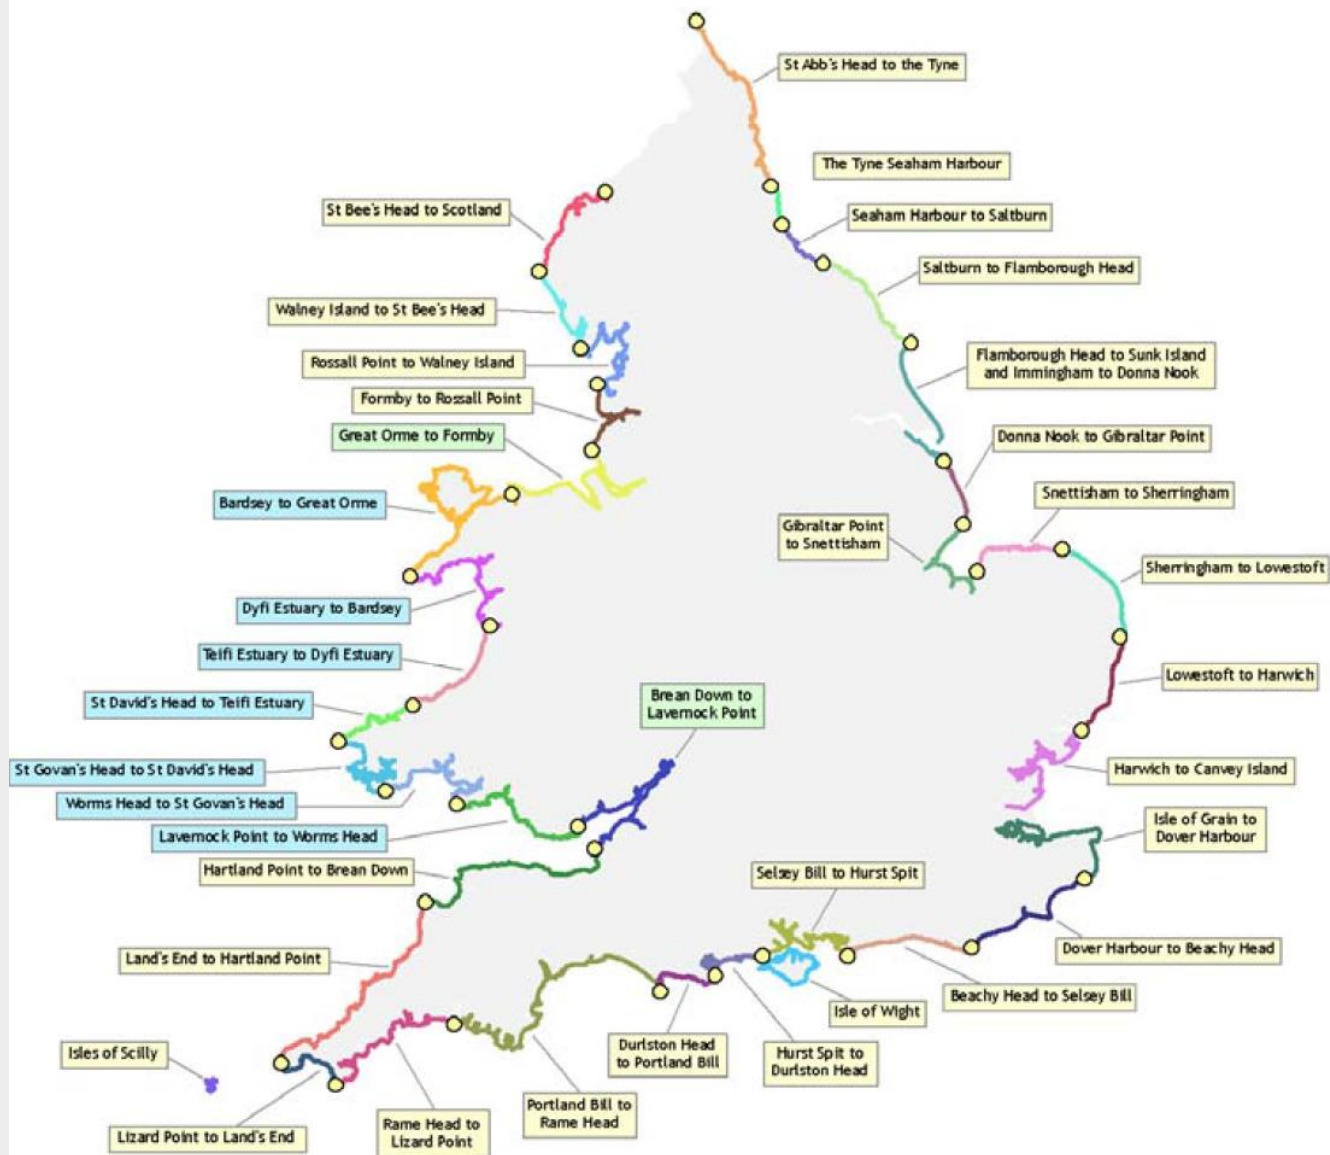 St Abb's Head to the Tyne
The Tyne Seaham Harbour
St Bee's Head to Scotland
Seaham Harbour to Saltburn
Saltburn to Flamborough Head
Walney Island to St Bee's Head
Rossall Point to Walney Island
Flamborough Head to Sunk Island
and Immingham to Donna Nook
Formby to Rossall Point
Great Orme to Formby
Donna Nook to Gibraltar Point
Bardsey to Great Orme
Snettisham to Sherringham
Gibraltar Point
to Snettisham
Sherringham to Lowestoft
Dyfi Estuary to Bardsey
Teifi Estuary to Dyfi Estuary
Lowestoft to Harwich
St David's Head to Teifi Estuary
Brean Down to
Lavernock Point
St Govan's Head to St David's Head
Harwich to Canvey Island
Worms Head to St Govan's Head
Lavernock Point to Worms Head
Isle of Grain to
Dover Harbour
Hartland Point to Brean Down
Selsey Bill to Hurst Spit
Land's End to Hartland Point
Dover Harbour to Beachy Head
Beachy Head to Selsey Bill
Isle of Wight
Isles of Scilly
Durlston Head
to Portland Bill
Hurst Spit to
Durlston Head
Portland Bill to
Rame Head
Rame Head to
Lizard Point
Lizard Point to Land's End